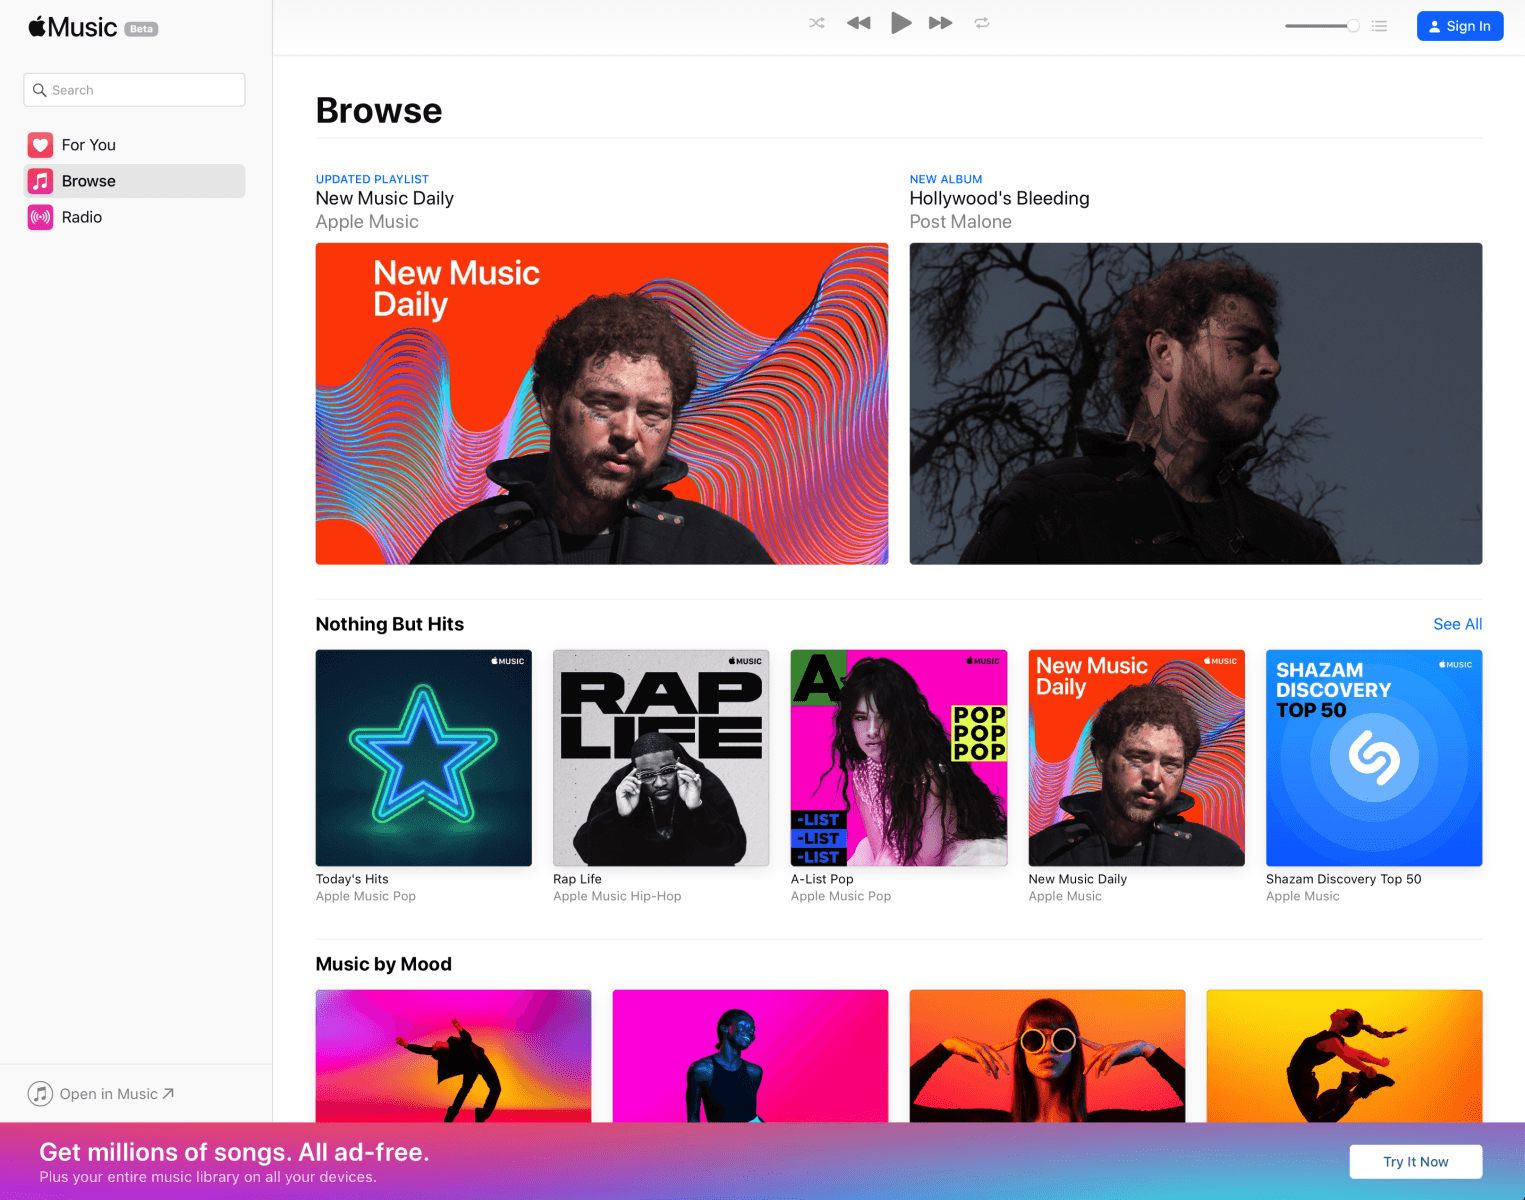 Music Beta
Sign In
Search
For You
Browse
Radio
Browse
UPDATED PLAYLIST
New Music Daily
Apple Music
New Music
Daily
NEW ALBUM
Hollywood's Bleeding
Post Malone
Nothing But Hits
See All
MUSIC
Today's Hits
Apple Music Pop
MUSIC
RAP
LIFE
Rap Life
Apple Music Hip-Hop
MUSIC
A
POP
POP
POP
-LIST
-LIST
-LIST
A-List Pop
Apple Music Pop
MUSIC
New Music
Daily
New Music Daily
Apple Music
MUSIC
SHAZAM
DISCOVERY
TOP 50
Shazam Discovery Top 50
Apple Music
Music by Mood
Open in Music
Get millions of songs. All ad-free.
Plus your entire music library on all your devices.
Try It Now